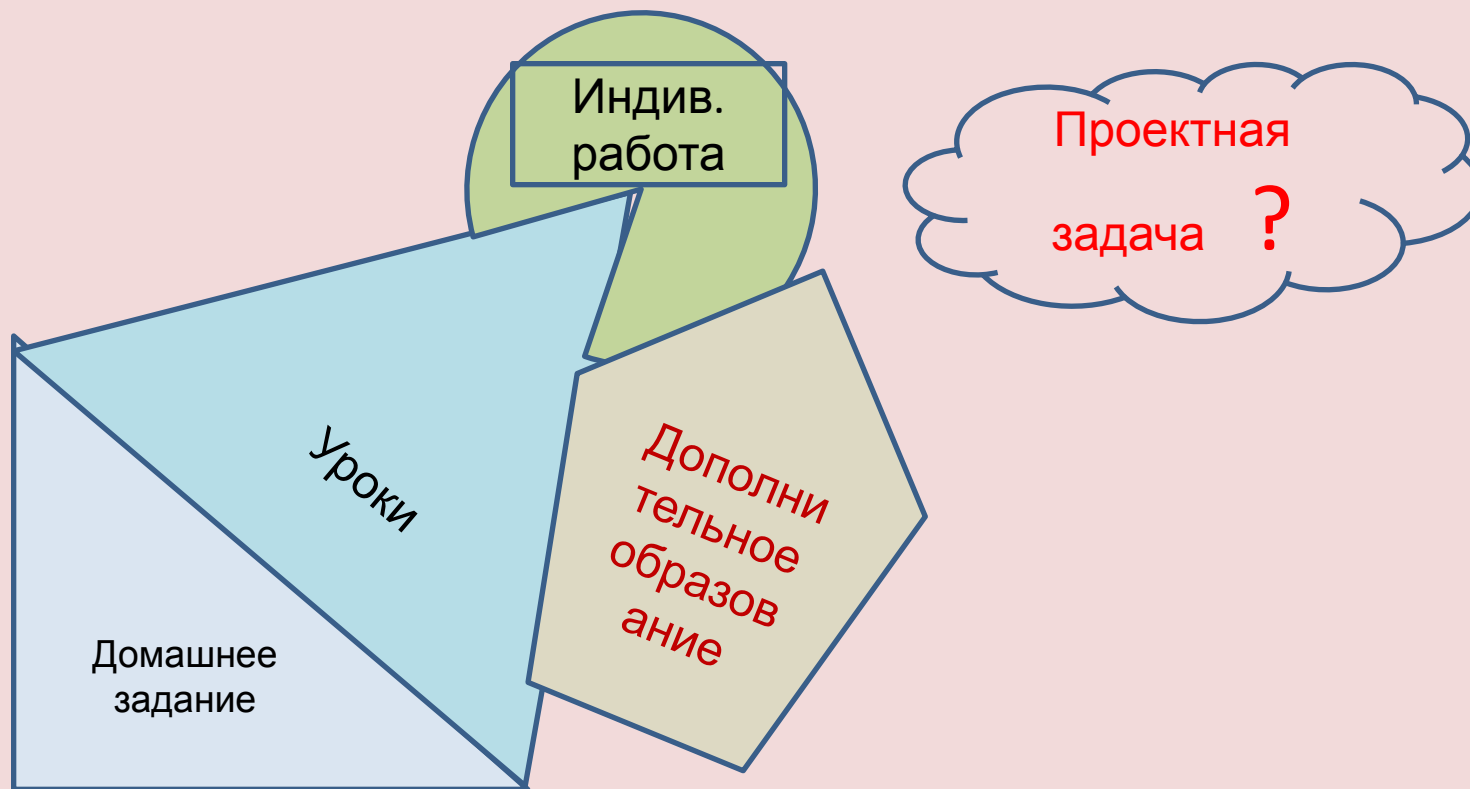 Индив.
работа
Проектная
задача ?
Уроки
Дополни
тельное
образов
ание
Домашнее
задание